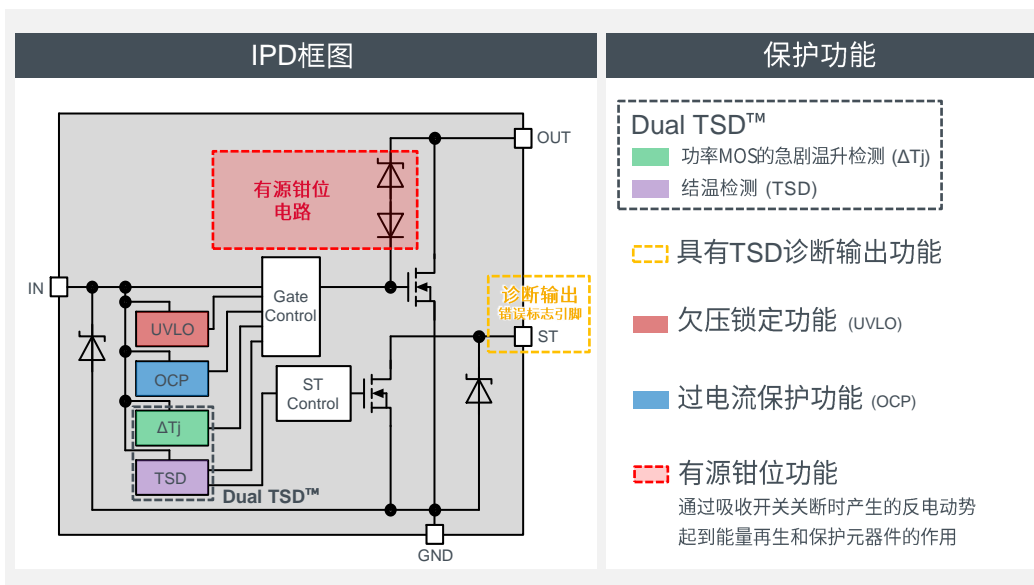 IPD框图
OUT
有源钳位
电路
IN
Gate
Control
诊断输出
错误标志引脚
UVLO
ST
OCP
ST
Control
ΔTj
TSD
Dual TSD™
GND
保护功能
Dual TSD™
功率MOS的急剧温升检测 (ΔTj)
结温检测 (TSD)
具有TSD诊断输出功能
欠压锁定功能 (UVLO)
过电流保护功能 (OCP)
有源钳位功能
通过吸收开关关断时产生的反电动势
起到能量再生和保护元器件的作用